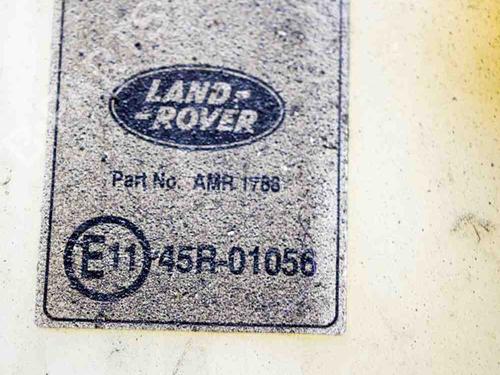 LAND-
-ROVER
Part No. AMR 1788
E11 45R-01056